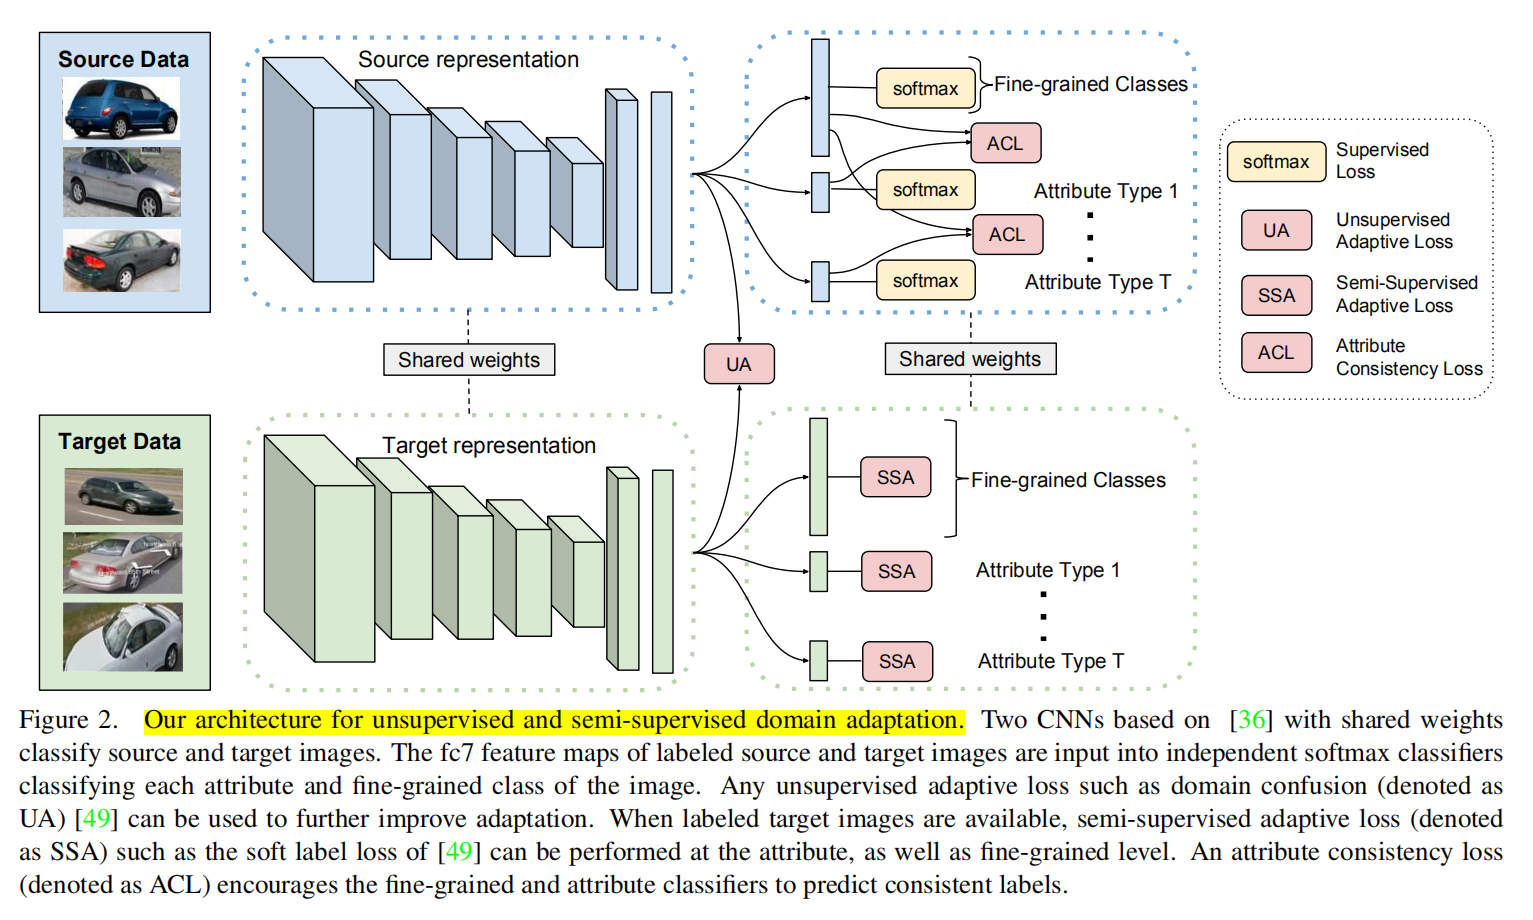 Source Data
Source representation
softmax
Fine-grained Classes
ACL
softmax
Attribute Type 1
ACL
softmax
Attribute Type T
softmax
Supervised
Loss
UA
Unsupervised
Adaptive Loss
SSA
Semi-Supervised
Adaptive Loss
ACL
Attribute
Consistency Loss
Shared weights
UA
Shared weights
Target Data
Target representation
SSA
Fine-grained Classes
SSA
Attribute Type 1
SSA
Attribute Type T
Figure 2. Our architecture for unsupervised and semi-supervised domain adaptation. Two CNNs based on [36] with shared weights
classify source and target images. The fc7 feature maps of labeled source and target images are input into independent softmax classifiers
classifying each attribute and fine-grained class of the image. Any unsupervised adaptive loss such as domain confusion (denoted as
UA) [49] can be used to further improve adaptation. When labeled target images are available, semi-supervised adaptive loss (denoted
as SSA) such as the soft label loss of [49] can be performed at the attribute, as well as fine-grained level. An attribute consistency loss
(denoted as ACL) encourages the fine-grained and attribute classifiers to predict consistent labels.